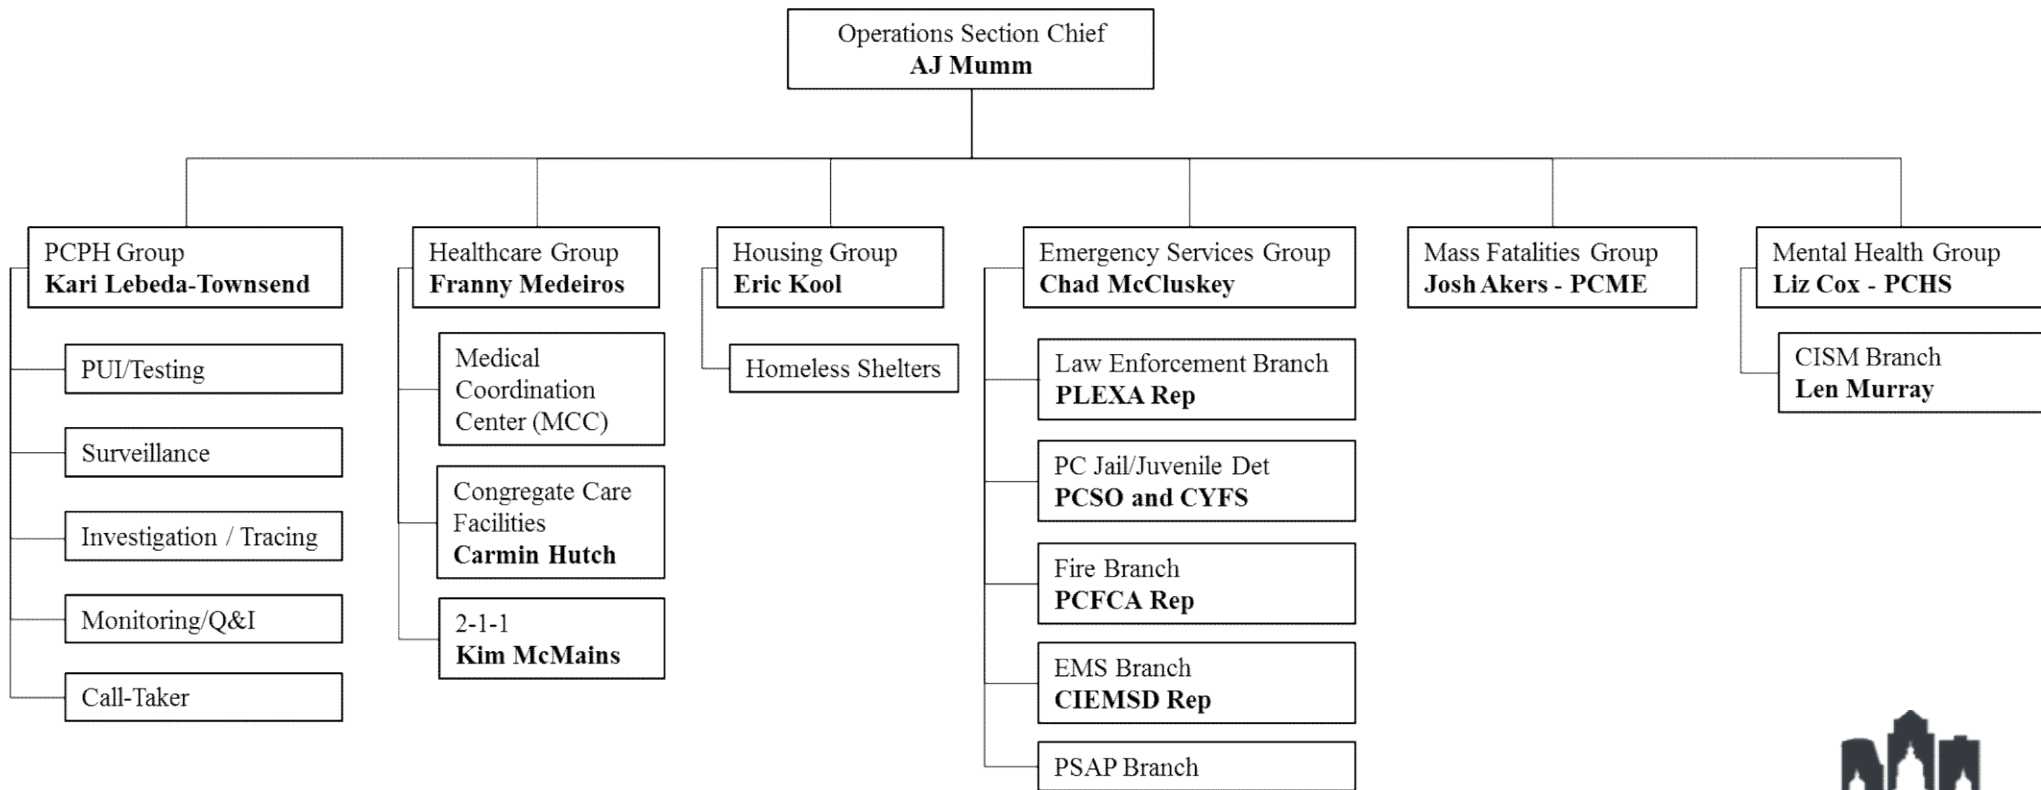 Operations Section Chief
AJ Mumm
PCPH Group
Kari Lebeda-Townsend
PUI/Testing
Surveillance
Investigation / Tracing
Monitoring/Q&I
Call-Taker
Healthcare Group
Franny Medeiros
Medical
Coordination
Center (MCC)
Congregate Care
Facilities
Carmin Hutch
2-1-1
Kim McMains
Housing Group
Eric Kool
Homeless Shelters
Emergency Services Group
Chad McCluskey
Law Enforcement Branch
PLEXA Rep
PC Jail/Juvenile Det
PCSO and CYFS
Fire Branch
PCFCA Rep
EMS Branch
CIEMSD Rep
PSAP Branch
Mass Fatalities Group
Josh Akers - PCME
Mental Health Group
Liz Cox - PCHS
CISM Branch
Len Murray